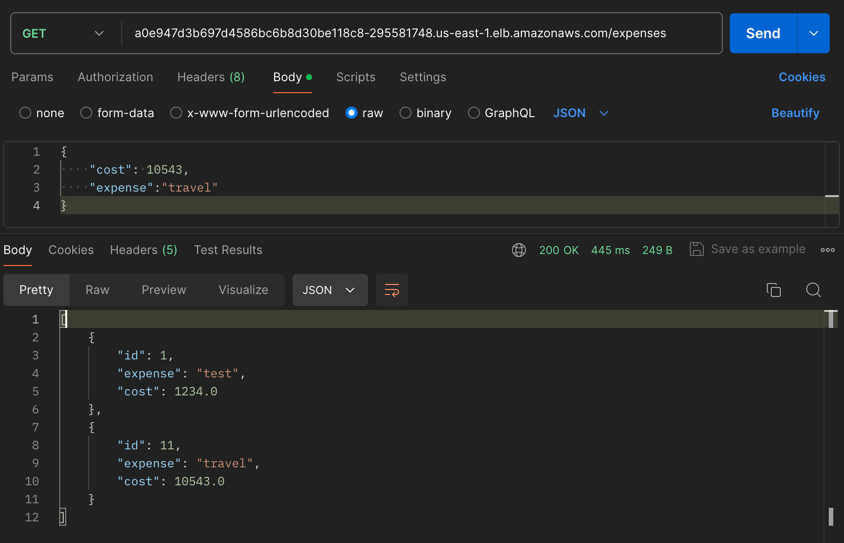 GET a0e947d3b697d4586bc6b8d30be118c8-295581748.us-east-1.elb.amazonaws.com/expenses Send
Params Authorization Headers (8) Body Scripts Settings Cookies
none form-data x-www-form-urlencoded raw binary GraphQL JSON Beautify
1 {
2 ····"cost":·10543,
3 ····"expense":"travel"
4 }
Body Cookies Headers (5) Test Results 200 OK 445 ms 249 B Save as example
Pretty Raw Preview Visualize JSON
1 [
2 {
3 "id": 1,
4 "expense": "test",
5 "cost": 1234.0
6 },
7 {
8 "id": 11,
9 "expense": "travel",
10 "cost": 10543.0
11 }
12 ]